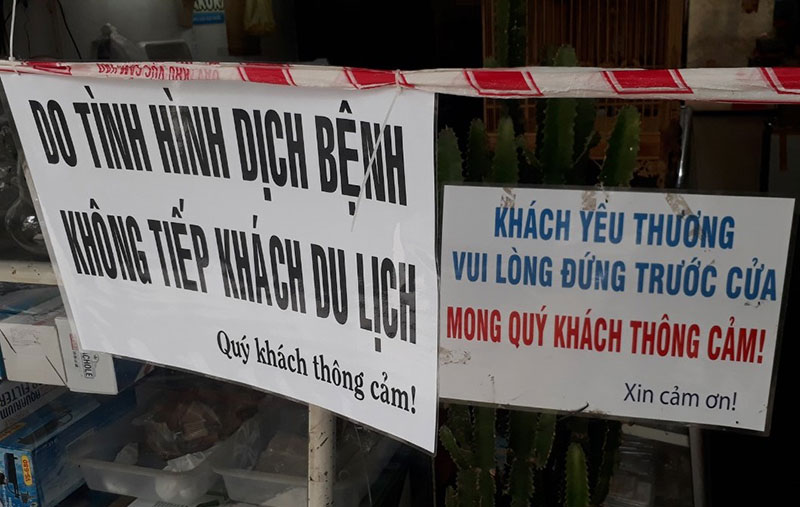 DO TÌNH HÌNH DỊCH BỆNH
KHÔNG TIẾP KHÁCH DU LỊCH
Quý khách thông cảm!
KHÁCH YÊU THƯƠNG
VUI LÒNG ĐỨNG TRƯỚC CỬA
MONG QUÝ KHÁCH THÔNG CẢM!
Xin cảm ơn!